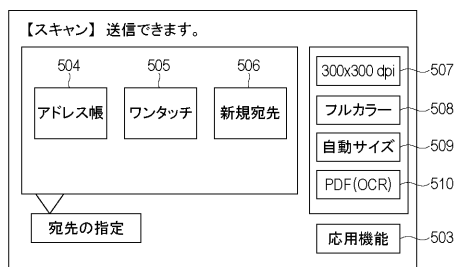 【スキャン】 送信できます。
504 505 506
アドレス帳 ワンタッチ 新規宛先
宛先の指定
300x300 dpi 507
フルカラー 508
自動サイズ 509
PDF(OCR) 510
応用機能 503